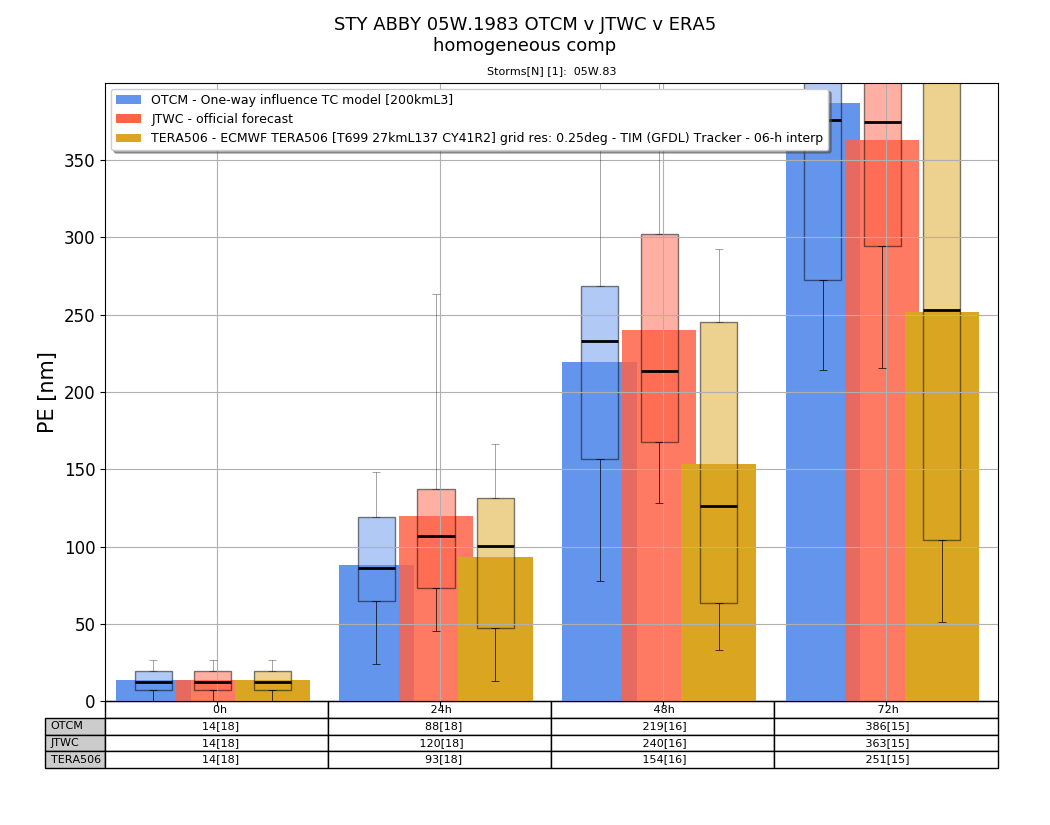 STY ABBY 05W.1983 OTCM v JTWC v ERA5
homogeneous comp
Storms[N] [1]:  05W.83
OTCM - One-way influence TC model [200kmL3]
JTWC - official forecast
TERA506 - ECMWF TERA506 [T699 27kmL137 CY41R2] grid res: 0.25deg - TIM (GFDL) Tracker - 06-h interp
PE [nm]
350
300
250
200
150
100
50
0
0h 24h 48h 72h
OTCM 14[18] 88[18] 219[16] 386[15]
JTWC 14[18] 120[18] 240[16] 363[15]
TERA506 14[18] 93[18] 154[16] 251[15]